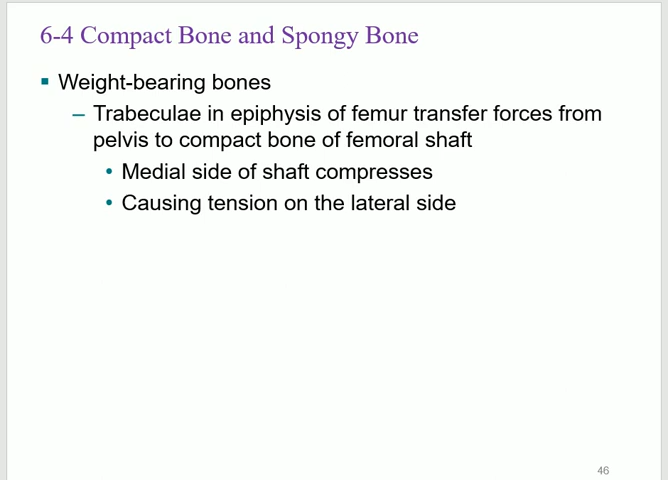 6-4 Compact Bone and Spongy Bone
▪ Weight-bearing bones
– Trabeculae in epiphysis of femur transfer forces from
pelvis to compact bone of femoral shaft
• Medial side of shaft compresses
• Causing tension on the lateral side
46